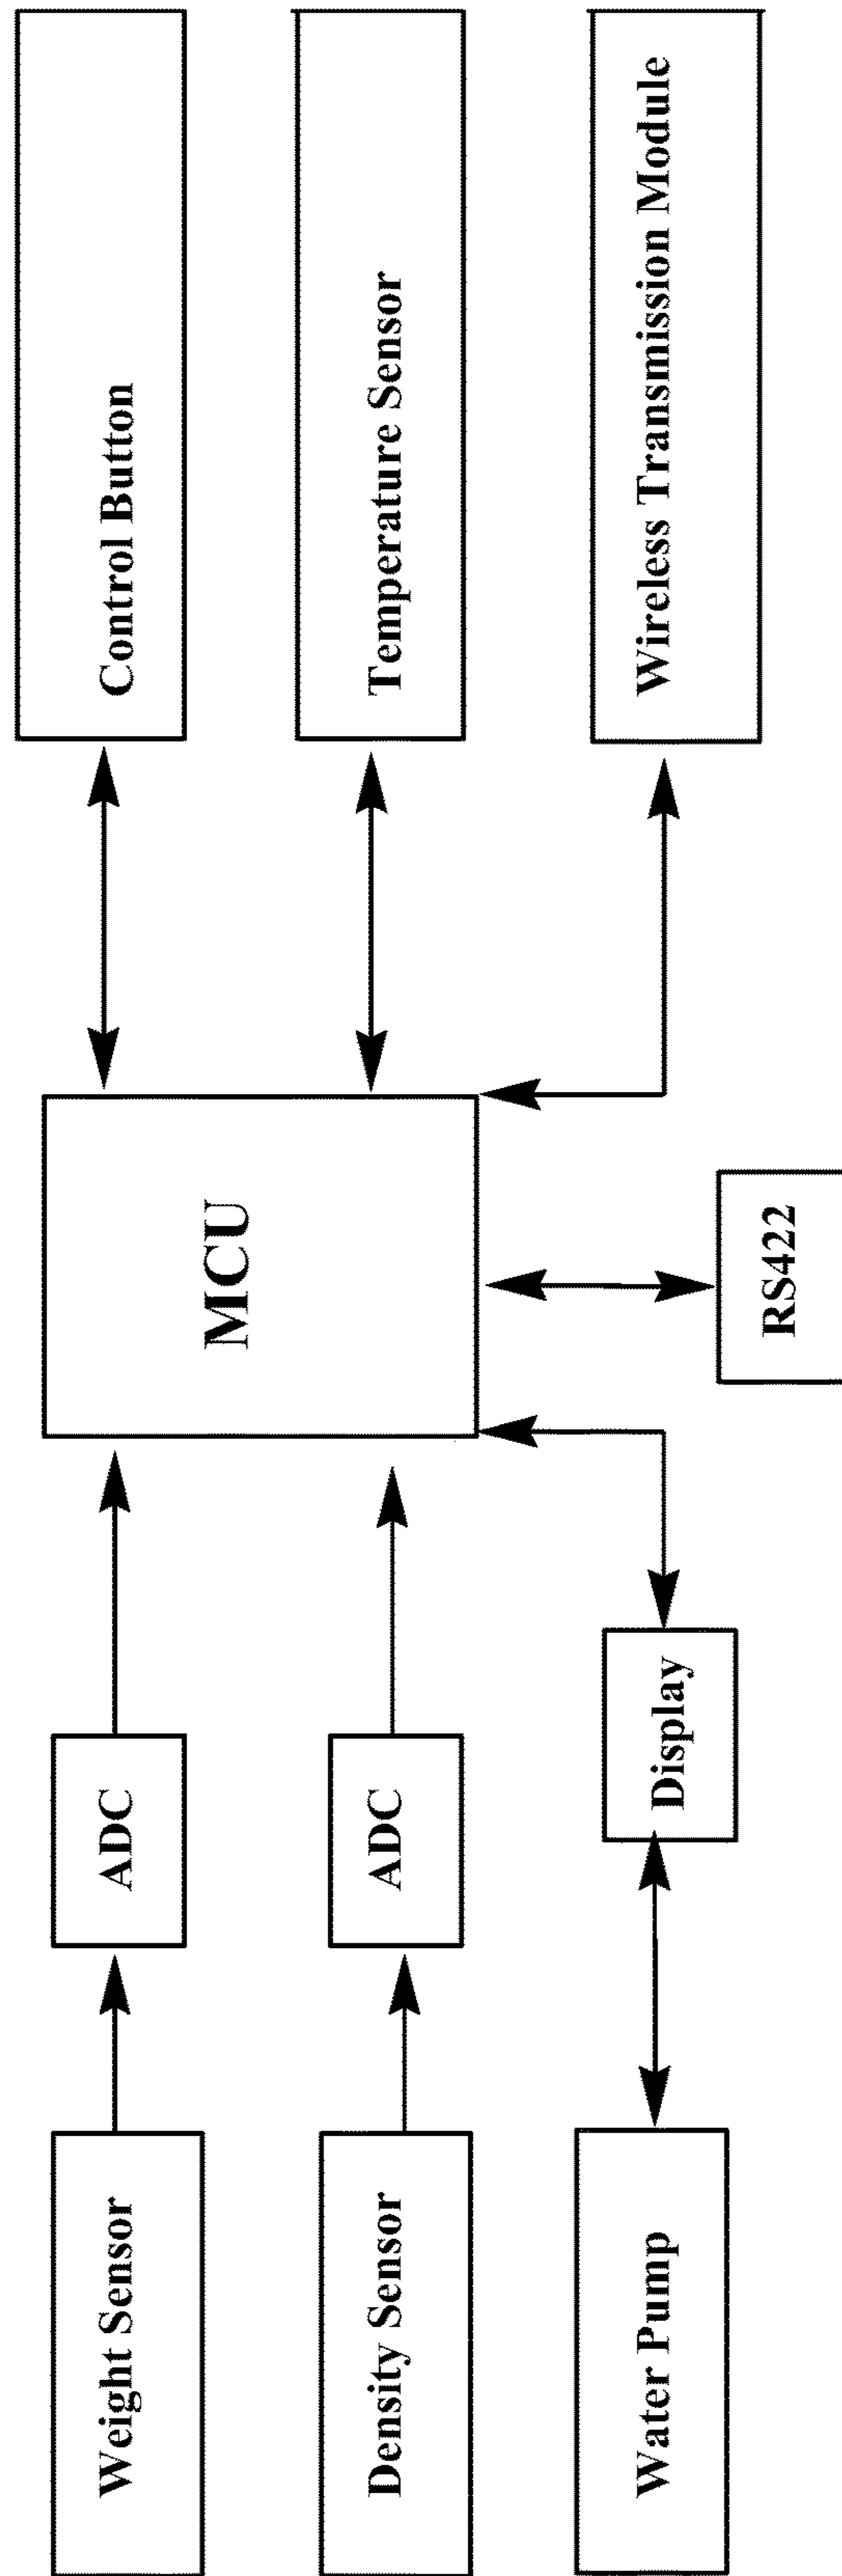 Weight Sensor
ADC
MCU
Control Button
Density Sensor
ADC
Temperature Sensor
Water Pump
Display
RS422
Wireless Transmission Module